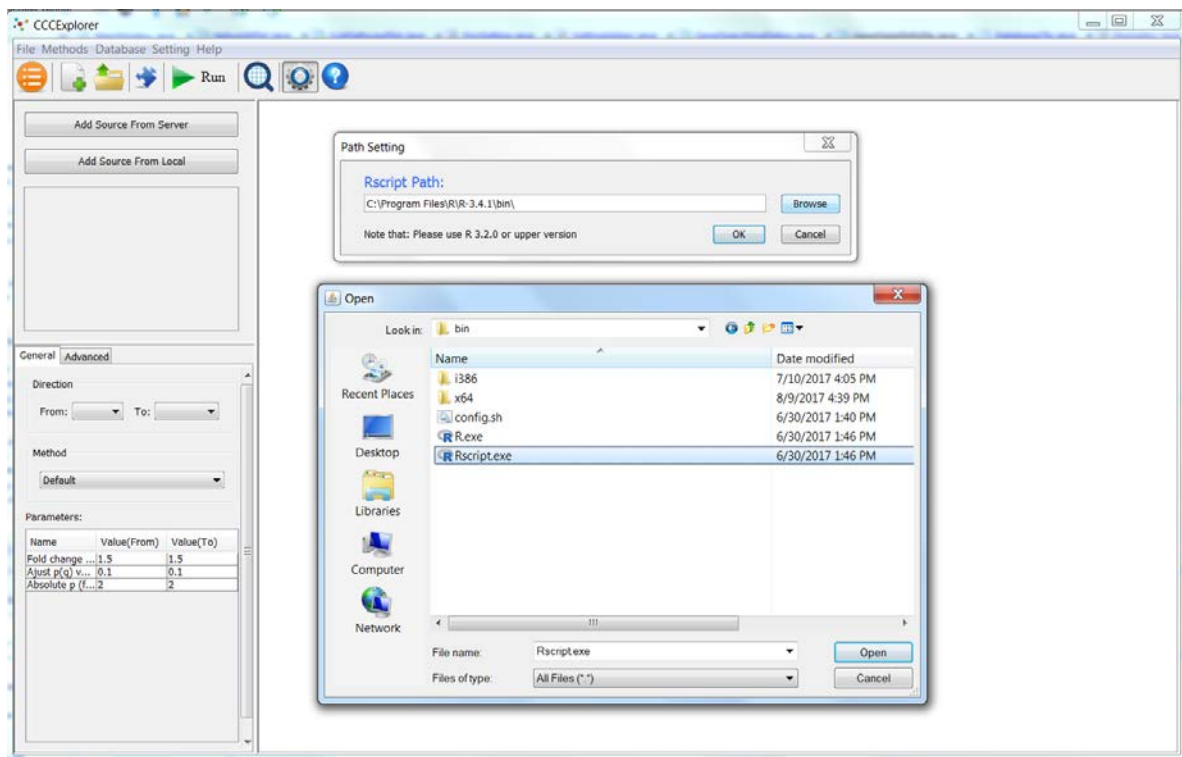 CCCExplorer
File Methods Database Setting Help
Run
Add Source From Server
Add Source From Local
General Advanced
Direction
From: To:
Method
Default
Parameters:
Name Value(From) Value(To)
Fold change ... 1.5 1.5
Ajust p(q) v... 0.1 0.1
Absolute p (f... 2 2
Path Setting
Rscript Path:
C:\Program Files\R\R-3.4.1\bin\ Browse
Note that: Please use R 3.2.0 or upper version OK Cancel
Open
Look in: bin
Recent Places
Desktop
Libraries
Computer
Network
Name Date modified
i386 7/10/2017 4:05 PM
x64 8/9/2017 4:39 PM
config.sh 6/30/2017 1:40 PM
R.exe 6/30/2017 1:46 PM
Rscript.exe 6/30/2017 1:46 PM
File name: Rscript.exe Open
Files of type: All Files (*.*) Cancel